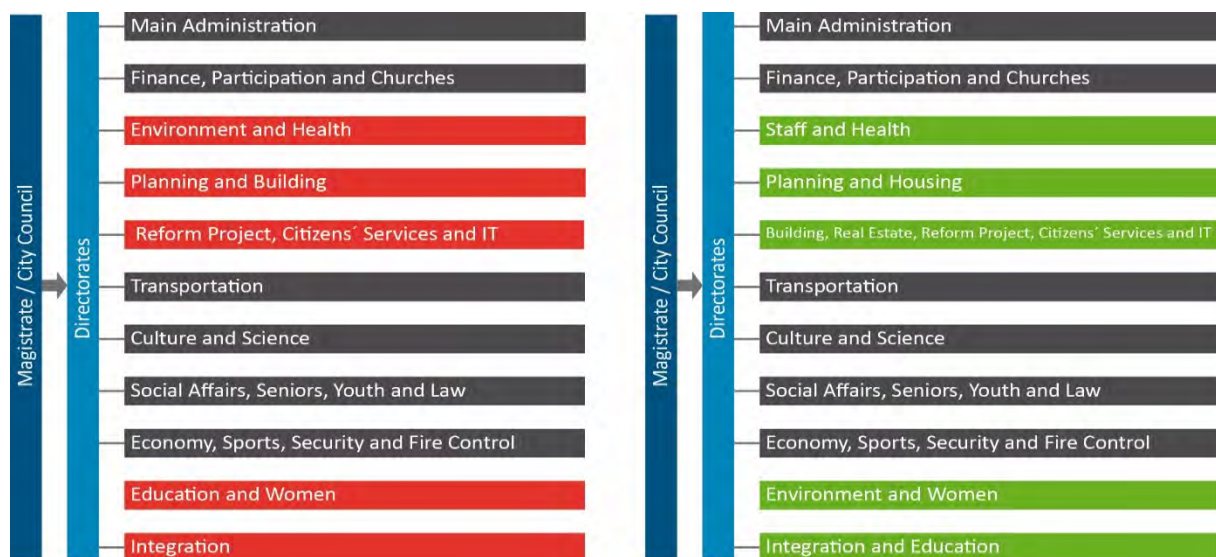 Magistrate / City Council
Directorates
Main Administration
Finance, Participation and Churches
Environment and Health
Planning and Building
Reform Project, Citizens´ Services and IT
Transportation
Culture and Science
Social Affairs, Seniors, Youth and Law
Economy, Sports, Security and Fire Control
Education and Women
Integration
Magistrate / City Council
Directorates
Main Administration
Finance, Participation and Churches
Staff and Health
Planning and Housing
Building, Real Estate, Reform Project, Citizens´ Services and IT
Transportation
Culture and Science
Social Affairs, Seniors, Youth and Law
Economy, Sports, Security and Fire Control
Environment and Women
Integration and Education